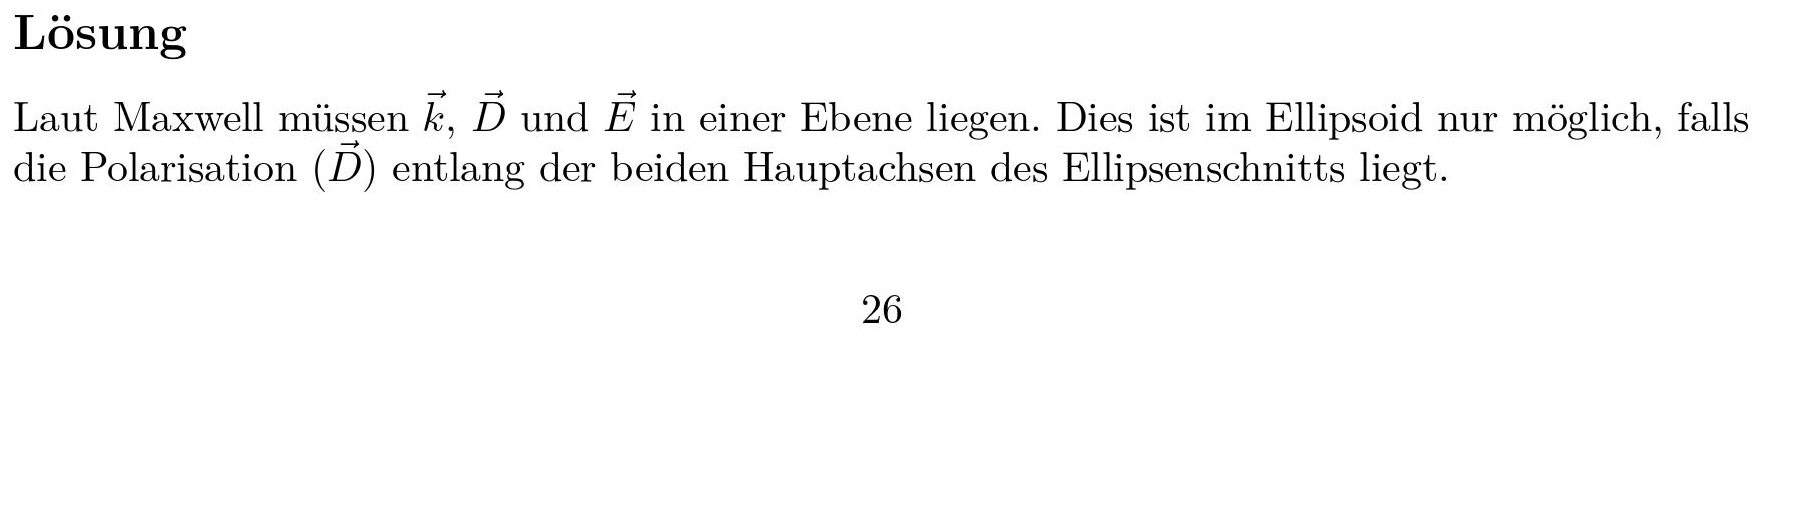 Lösung
Laut Maxwell müssen $\vec{k}$, $\vec{D}$ und $\vec{E}$ in einer Ebene liegen. Dies ist im Ellipsoid nur möglich, falls
die Polarisation ($\vec{D}$) entlang der beiden Hauptachsen des Ellipsenschnitts liegt.
26